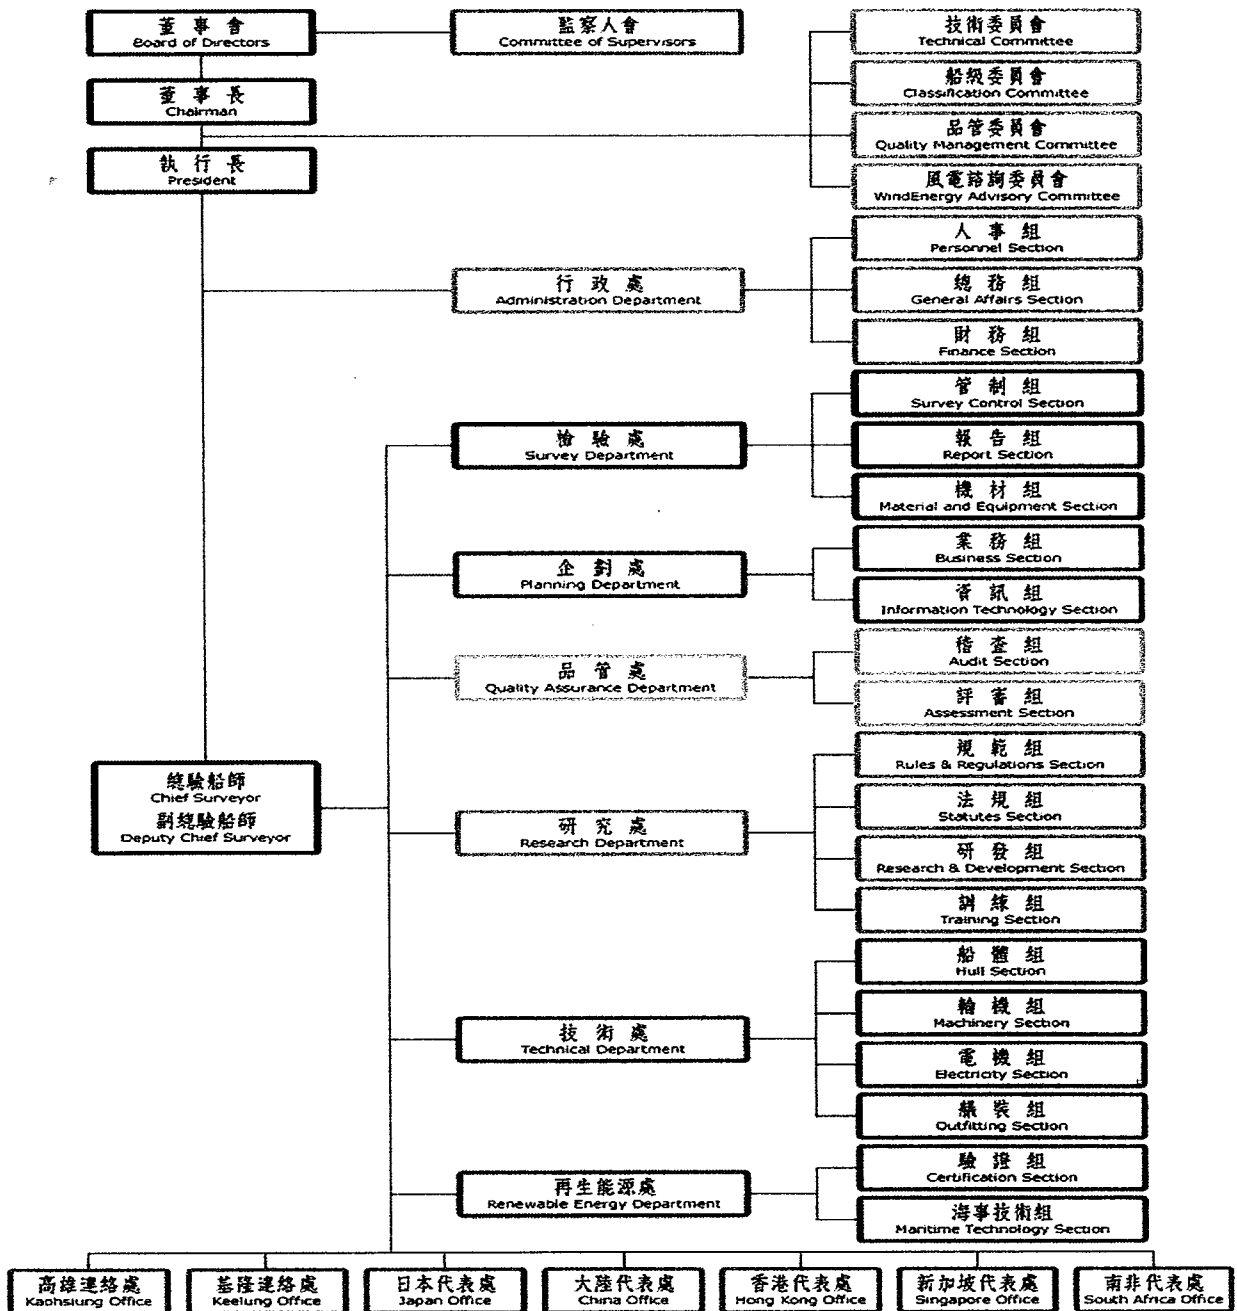 董事會
Board of Directors
監察人會
Committee of Supervisors
技術委員會
Technical Committee
董事長
Chairman
船級委員會
Classification Committee
品管委員會
Quality Management Committee
執行長
President
風電諮詢委員會
WindEnergy Advisory Committee
行政處
Administration Department
人事組
Personnel Section
總務組
General Affairs Section
財務組
Finance Section
檢驗處
Survey Department
管制組
Survey Control Section
報告組
Report Section
機材組
Material and Equipment Section
企劃處
Planning Department
業務組
Business Section
資訊組
Information Technology Section
品管處
Quality Assurance Department
稽查組
Audit Section
評審組
Assessment Section
總驗船師
Chief Surveyor
副總驗船師
Deputy Chief Surveyor
研究處
Research Department
規範組
Rules & Regulations Section
法規組
Statutes Section
研發組
Research & Development Section
訓練組
Training Section
技術處
Technical Department
船體組
Hull Section
輪機組
Machinery Section
電機組
Electricity Section
艤裝組
Outfitting Section
再生能源處
Renewable Energy Department
驗證組
Certification Section
海事技術組
Maritime Technology Section
高雄連絡處
Kaohsiung Office
基隆連絡處
Keelung Office
日本代表處
Japan Office
大陸代表處
China Office
香港代表處
Hong Kong Office
新加坡代表處
Singapore Office
南非代表處
South Africa Office